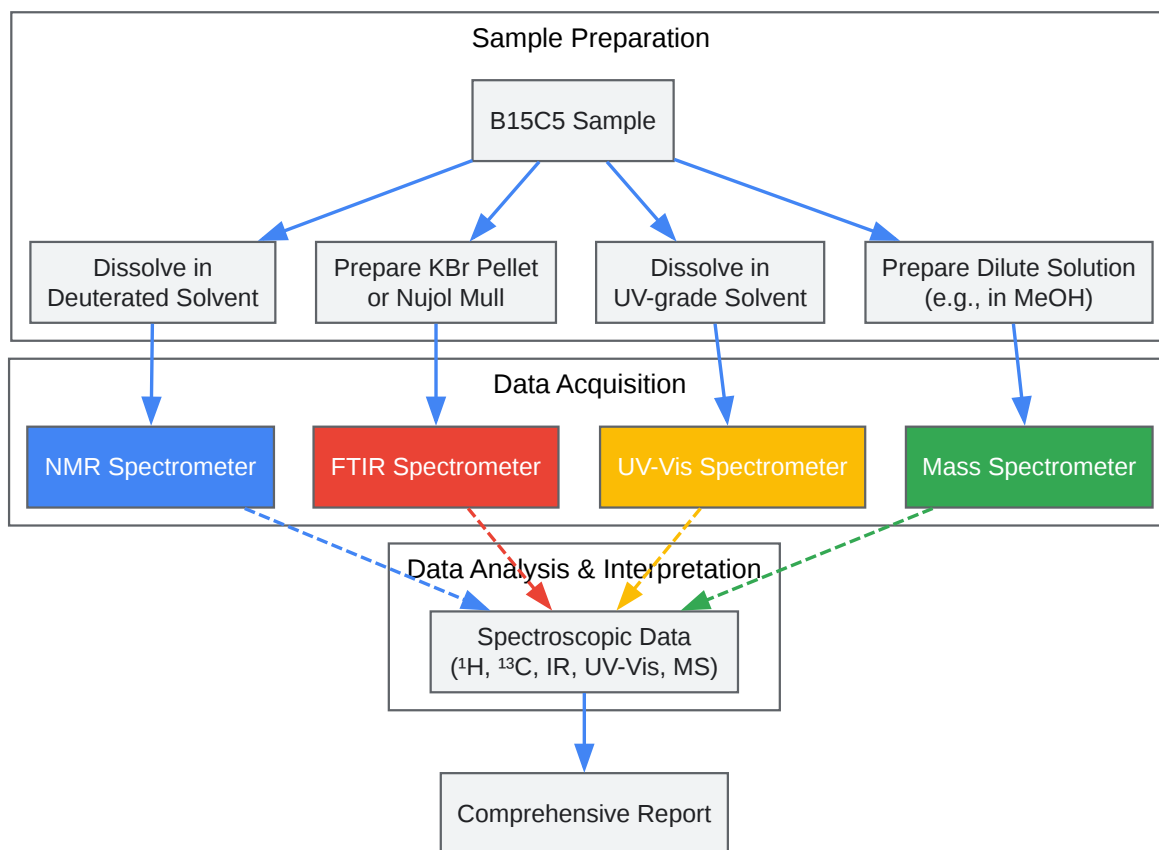 Sample Preparation
B15C5 Sample
Dissolve in
Deuterated Solvent
Prepare KBr Pellet
or Nujol Mull
Dissolve in
UV-grade Solvent
Prepare Dilute Solution
(e.g., in MeOH)
Data Acquisition
NMR Spectrometer
FTIR Spectrometer
UV-Vis Spectrometer
Mass Spectrometer
Data Analysis & Interpretation
Spectroscopic Data
(¹H, ¹³C, IR, UV-Vis, MS)
Comprehensive Report